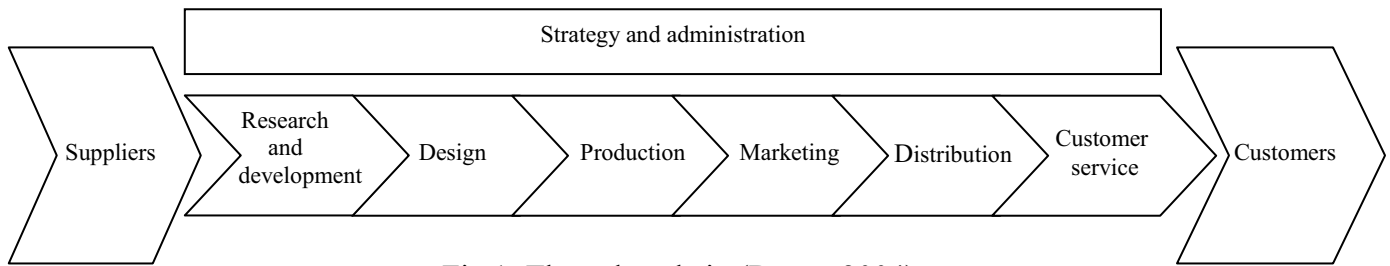 Strategy and administration
Suppliers
Research
and
development
Design
Production
Marketing
Distribution
Customer
service
Customers